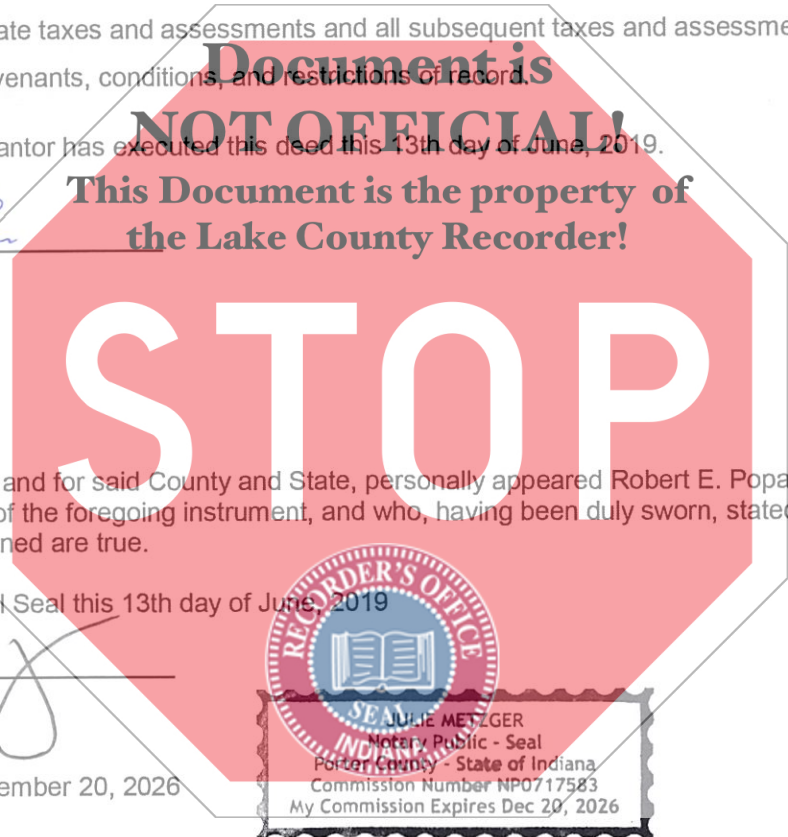 ate taxes and assessments and all subsequent taxes and assessme
Document is
venants, conditions, and restrictions of record.
NOT OFFICIAL!
antor has executed this deed this 13th day of June, 2019.
This Document is the property of
the Lake County Recorder!
STOP
and for said County and State, personally appeared Robert E. Popa
of the foregoing instrument, and who, having been duly sworn, stated
ned are true.
l Seal this 13th day of June, 2019
RECORDER'S OFFICE
SEAL
INDIANA
JULIE METZGER
Notary Public - Seal
Porter County - State of Indiana
Commission Number NP0717583
My Commission Expires Dec 20, 2026
ember 20, 2026